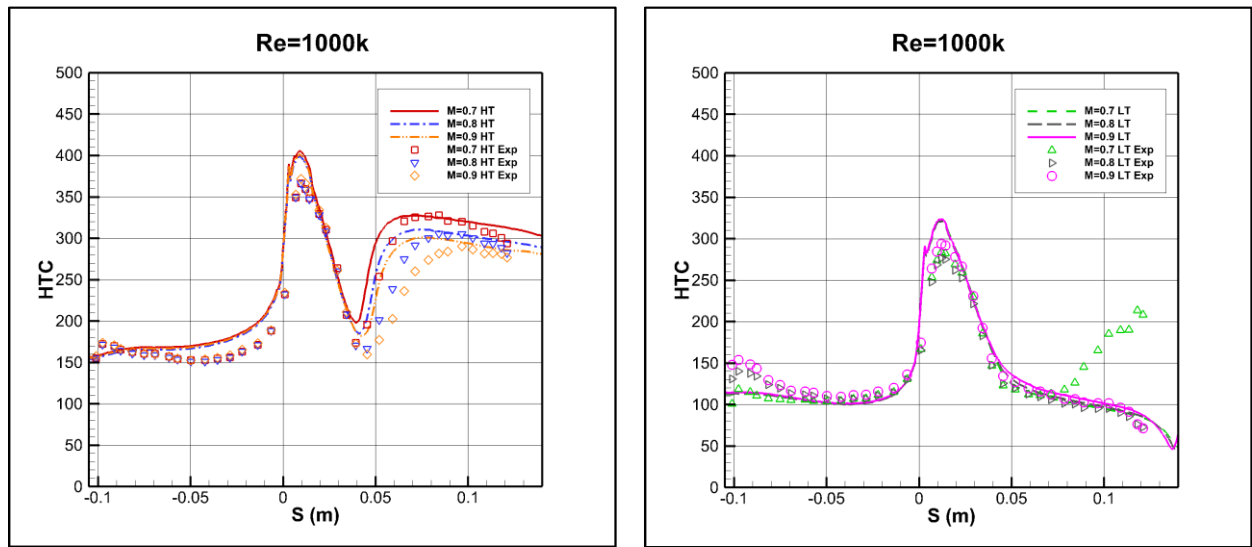 Re=1000k
500
450
400
350
300
250
200
150
100
50
0
HTC
-0.1
-0.05
0
0.05
0.1
S (m)
M=0.7 HT
M=0.8 HT
M=0.9 HT
M=0.7 HT Exp
M=0.8 HT Exp
M=0.9 HT Exp
Re=1000k
500
450
400
350
300
250
200
150
100
50
0
HTC
-0.1
-0.05
0
0.05
0.1
S (m)
M=0.7 LT
M=0.8 LT
M=0.9 LT
M=0.7 LT Exp
M=0.8 LT Exp
M=0.9 LT Exp